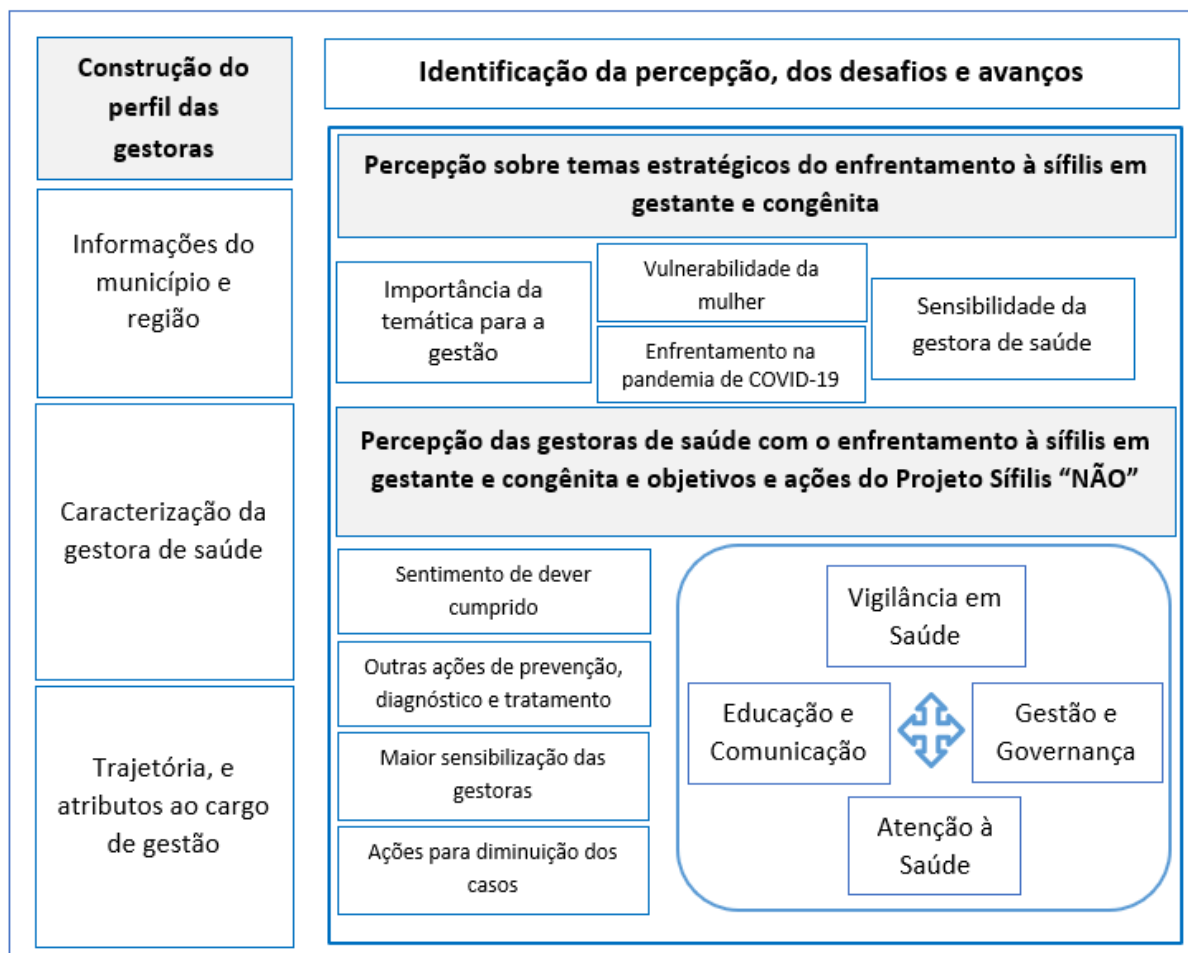 Construção do
perfil das
gestoras
Informações do
município e
região
Caracterização da
gestora de saúde
Trajetória, e
atributos ao cargo
de gestão
Identificação da percepção, dos desafios e avanços
Percepção sobre temas estratégicos do enfrentamento à sífilis em
gestante e congênita
Importância da
temática para a
gestão
Vulnerabilidade da
mulher
Enfrentamento na
pandemia de COVID-19
Sensibilidade da
gestora de saúde
Percepção das gestoras de saúde com o enfrentamento à sífilis em
gestante e congênita e objetivos e ações do Projeto Sífilis “NÃO”
Sentimento de dever
cumprido
Outras ações de prevenção,
diagnóstico e tratamento
Maior sensibilização das
gestoras
Ações para diminuição dos
casos
Vigilância em
Saúde
Educação e
Comunicação
Gestão e
Governança
Atenção à
Saúde